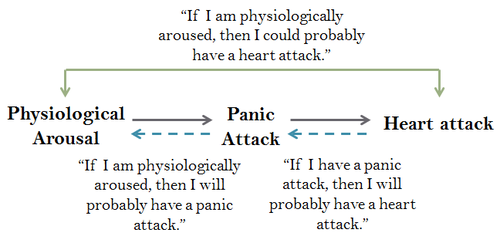 “If I am physiologically
aroused, then I could probably
have a heart attack.”
Physiological
Arousal
Panic
Attack
Heart attack
“If I am physiologically
aroused, then I will
probably have a panic
attack.”
“If I have a panic
attack, then I will
probably have a heart
attack.”